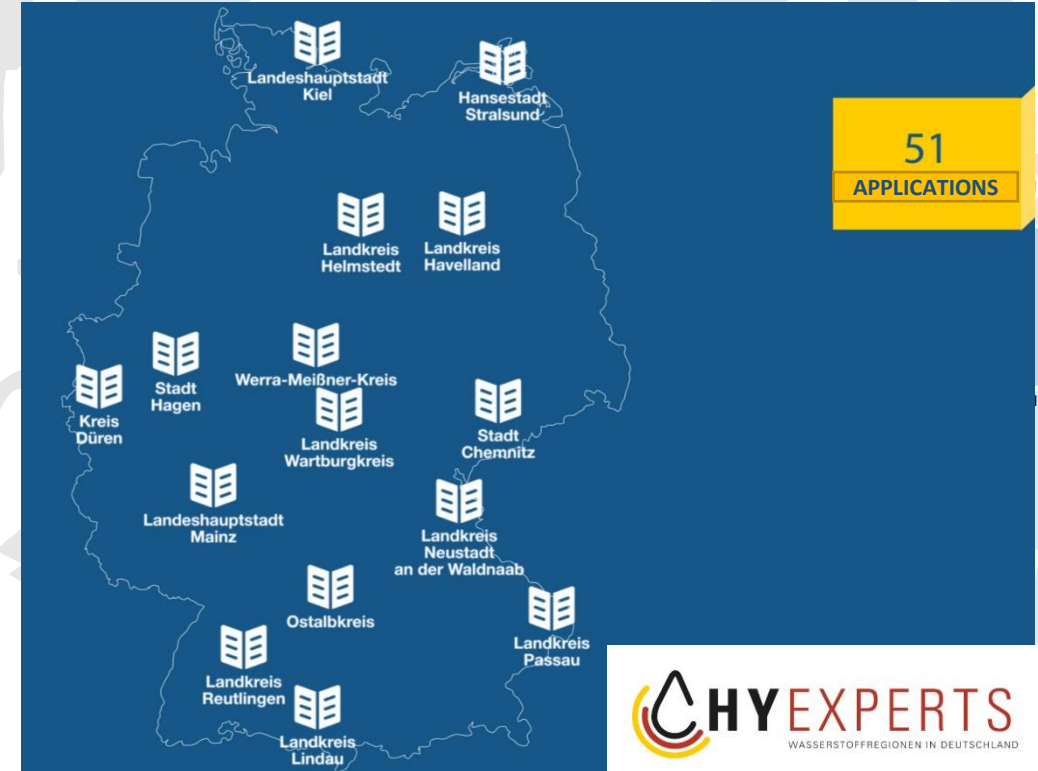 Landeshauptstadt
Kiel
Hansestadt
Stralsund
51
APPLICATIONS
Landkreis
Helmstedt
Landkreis
Havelland
Stadt
Hagen
Werra-Meißner-Kreis
Kreis
Düren
Landkreis
Wartburgkreis
Stadt
Chemnitz
Landeshauptstadt
Mainz
Landkreis
Neustadt
an der Waldnaab
Ostalbkreis
Landkreis
Passau
Landkreis
Reutlingen
Landkreis
Lindau
HYEXPERTS
WASSERSTOFFREGIONEN IN DEUTSCHLAND